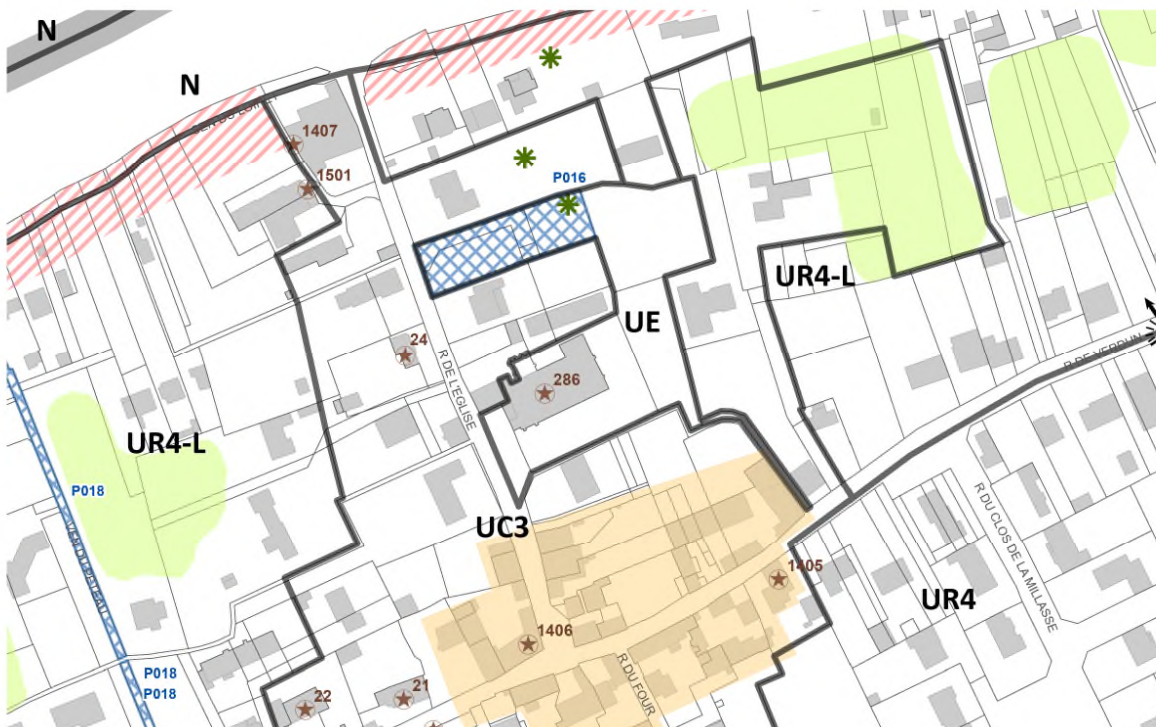 N
N
1407
1501
P016
UR4-L
UE
24
R DE L'EGLISE
286
R DE VERDUN
UR4-L
P018
UC3
1405
R DU CLOS DE LA MILLASSE
UR4
1406
R DU FOUR
P018
P018
22
21